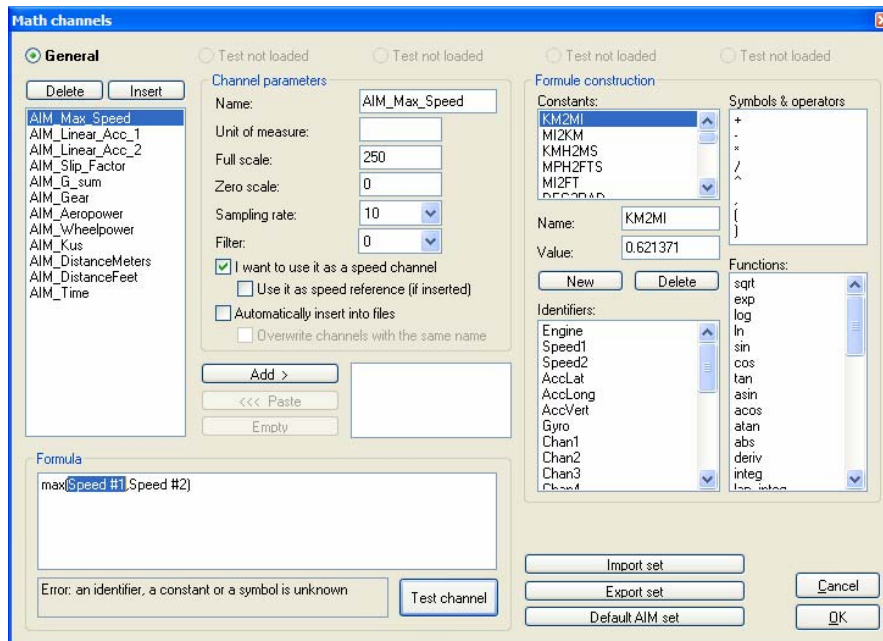 Math channels
General
Test not loaded
Test not loaded
Test not loaded
Test not loaded
Delete
Insert
AIM_Max_Speed
AIM_Linear_Acc_1
AIM_Linear_Acc_2
AIM_Slip_Factor
AIM_G_sum
AIM_Gear
AIM_Aeropower
AIM_Wheelpower
AIM_Kus
AIM_DistanceMeters
AIM_DistanceFeet
AIM_Time
Channel parameters
Name:
AIM_Max_Speed
Unit of measure:
Full scale:
250
Zero scale:
0
Sampling rate:
10
Filter:
0
I want to use it as a speed channel
Use it as speed reference (if inserted)
Automatically insert into files
Overwrite channels with the same name
Add >
<<< Paste
Empty
Formule construction
Constants:
KM2MI
MI2KM
KMH2MS
MPH2FTS
MI2FT
DEG2RAD
Name:
KM2MI
Value:
0.621371
New
Delete
Identifiers:
Engine
Speed1
Speed2
AccLat
AccLong
AccVert
Gyro
Chan1
Chan2
Chan3
Chan4
Symbols & operators
+
-
*
/
^
,
(
)
Functions:
sqrt
exp
log
ln
sin
cos
tan
asin
acos
atan
abs
deriv
integ
lap_integ
Formula
max(Speed #1,Speed #2)
Error: an identifier, a constant or a symbol is unknown
Test channel
Import set
Export set
Default AIM set
Cancel
OK